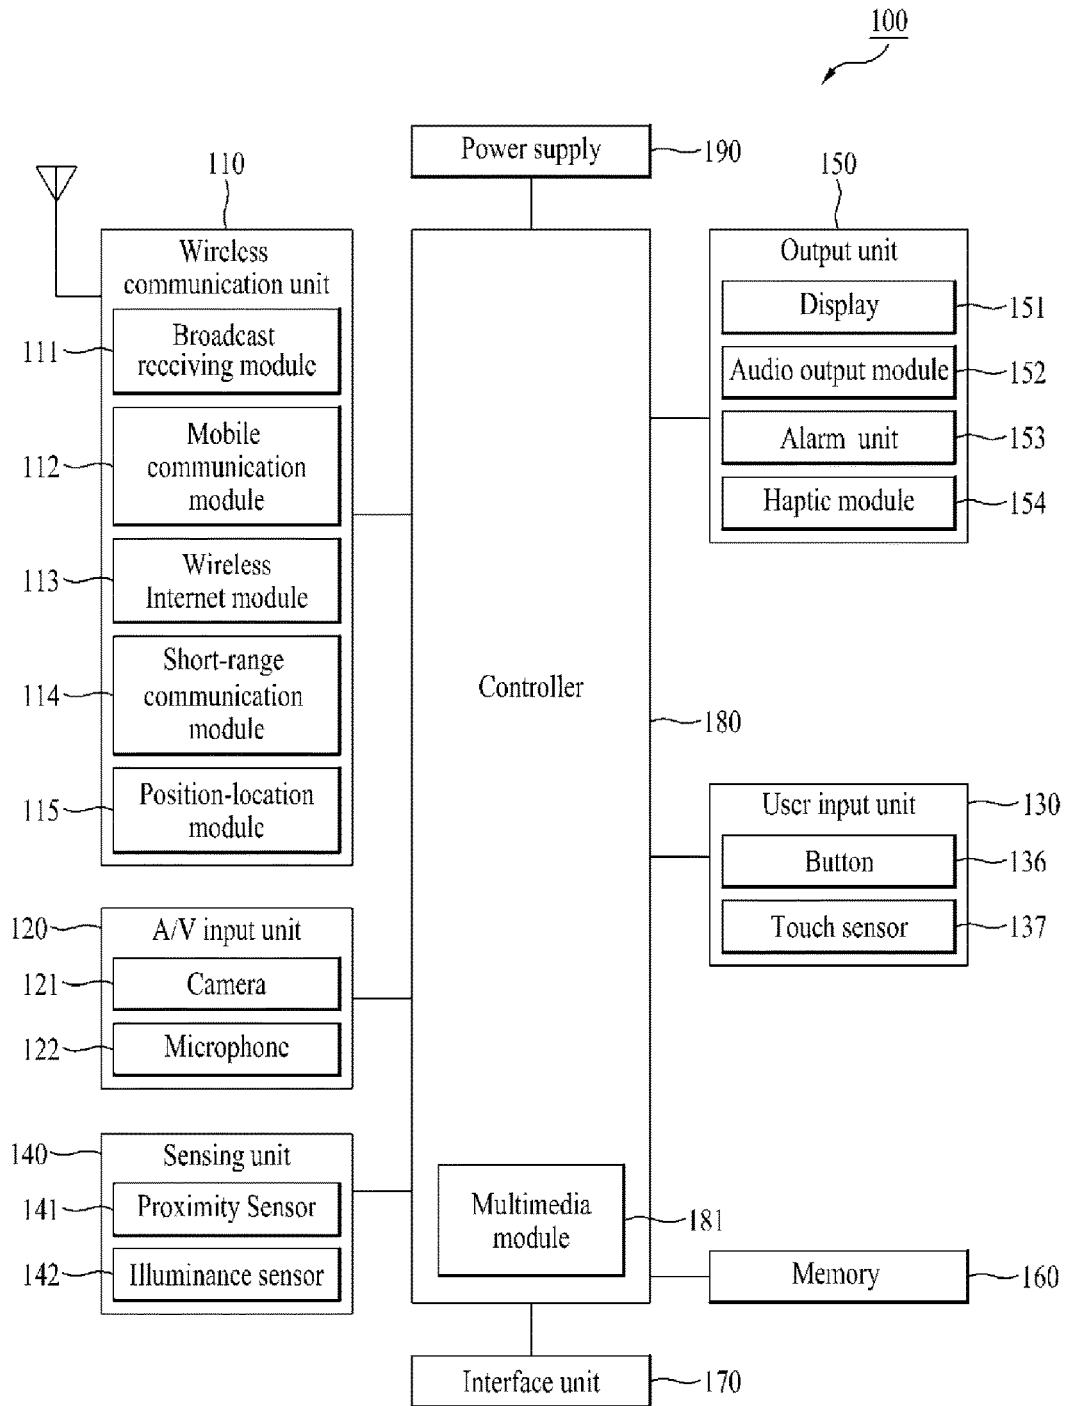 100
Power supply
190
110
Wireless
communication unit
111
Broadcast
receiving module
112
Mobile
communication
module
113
Wireless
Internet module
114
Short-range
communication
module
115
Position-location
module
120
A/V input unit
121
Camera
122
Microphone
140
Sensing unit
141
Proximity Sensor
142
Illuminance sensor
Controller
180
Multimedia
module
181
150
Output unit
Display
151
Audio output module
152
Alarm unit
153
Haptic module
154
User input unit
130
Button
136
Touch sensor
137
Memory
160
Interface unit
170